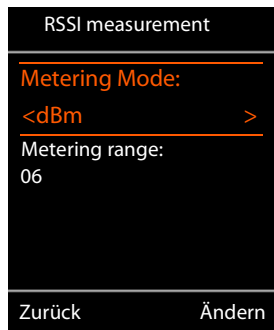 RSSI measurement
Metering Mode:
<dBm >
Metering range:
06
Zurück Ändern